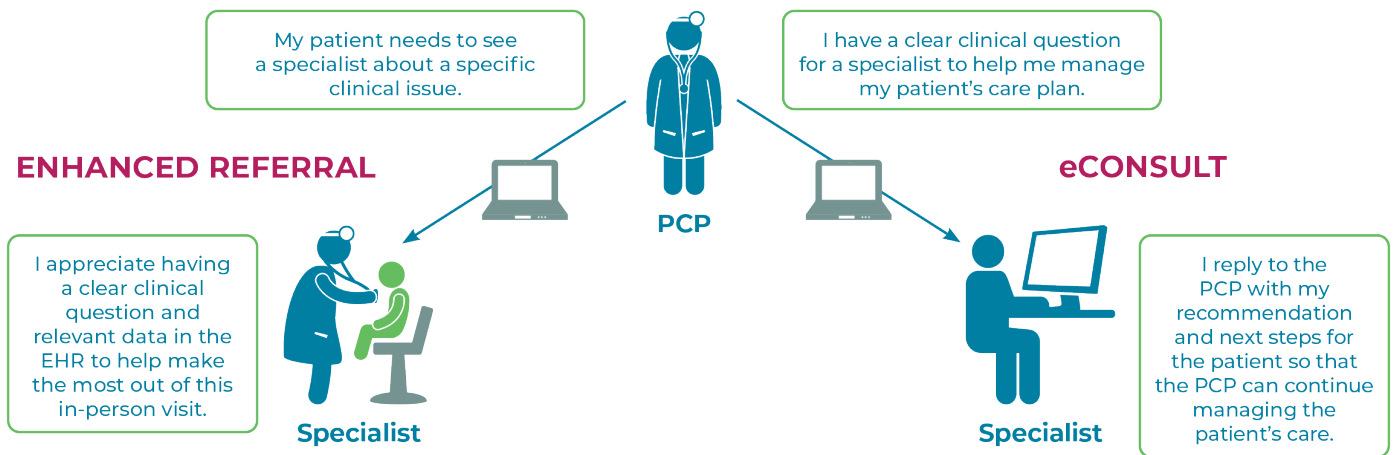 My patient needs to see
a specialist about a specific
clinical issue.
I have a clear clinical question
for a specialist to help me manage
my patient's care plan.
ENHANCED REFERRAL
eCONSULT
PCP
I appreciate having
a clear clinical
question and
relevant data in the
EHR to help make
the most out of this
in-person visit.
Specialist
I reply to the
PCP with my
recommendation
and next steps for
the patient so that
the PCP can continue
managing the
patient's care.
Specialist